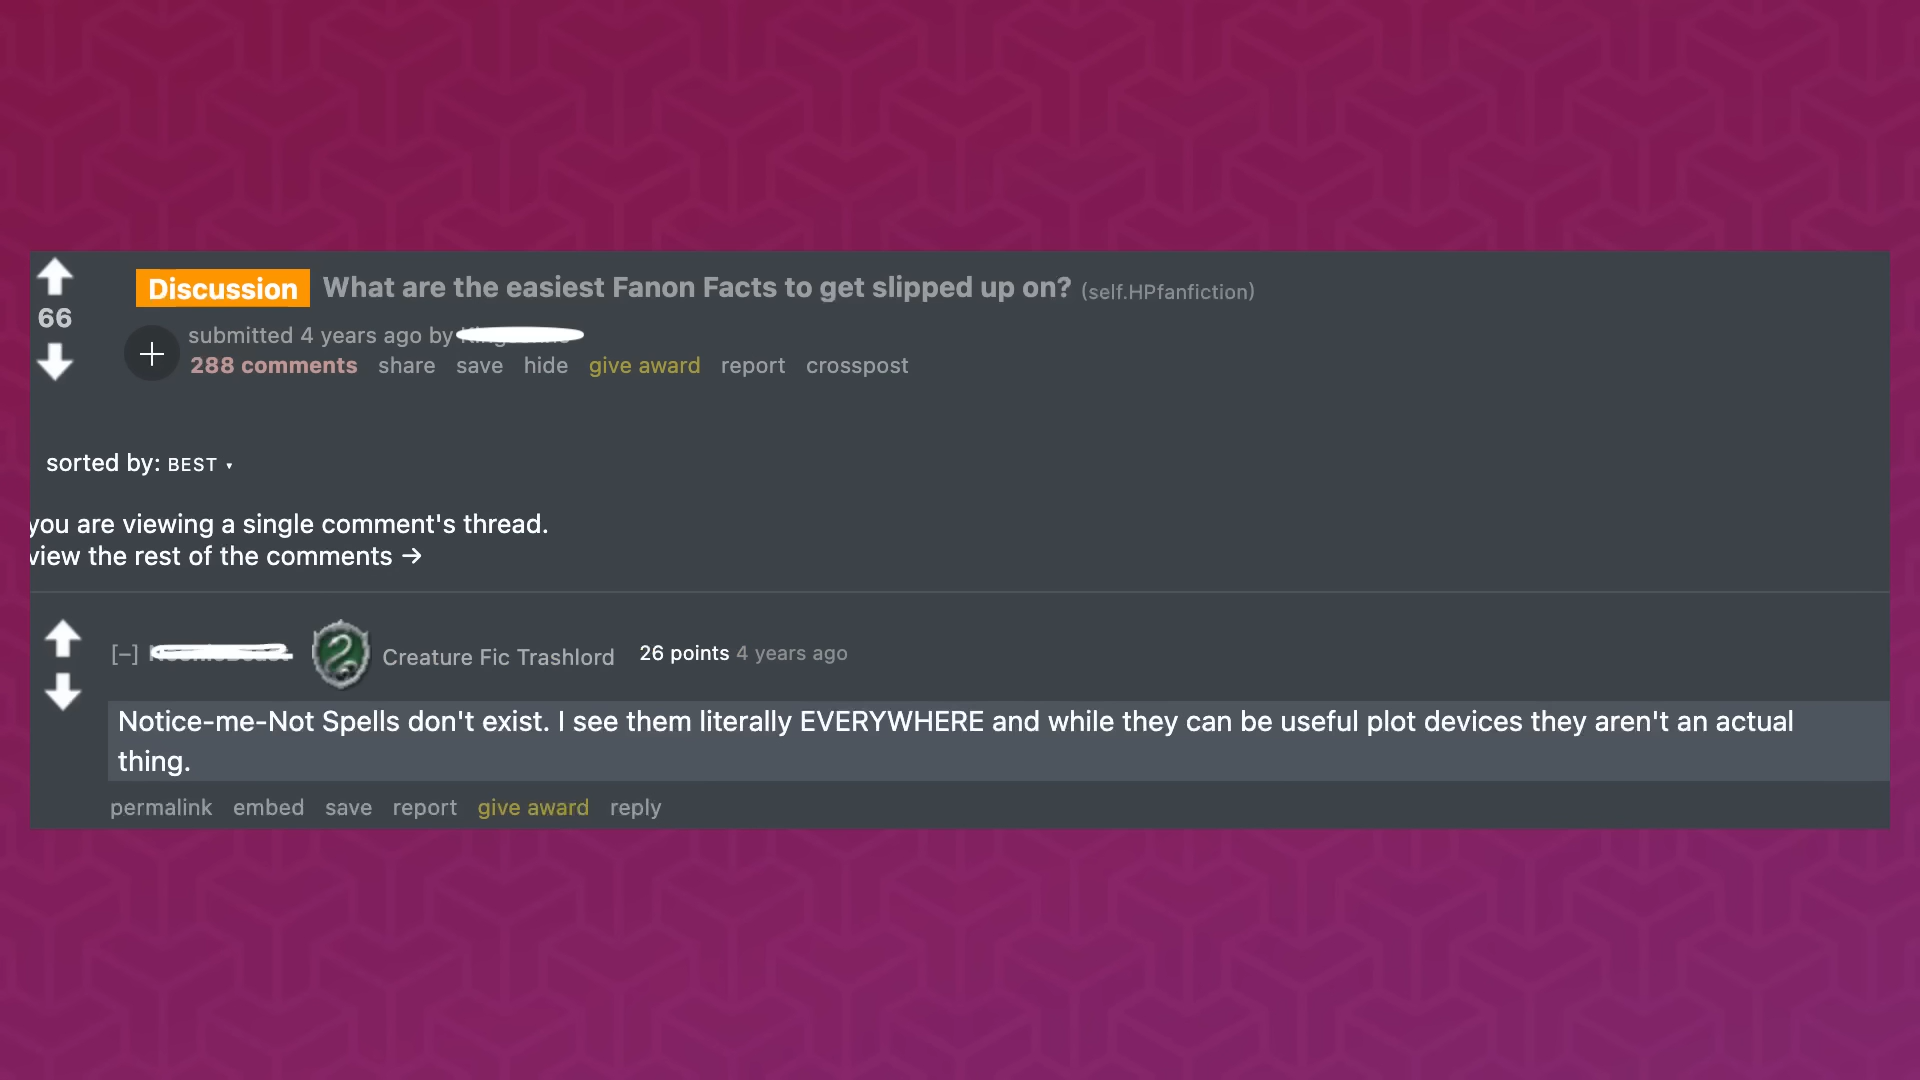 Discussion What are the easiest Fanon Facts to get slipped up on? (self.HPfanfiction)
66
submitted 4 years ago by
288 comments share save hide give award report crosspost
sorted by: BEST ▾
you are viewing a single comment's thread.
view the rest of the comments →
[–] Creature Fic Trashlord 26 points 4 years ago
Notice-me-Not Spells don't exist. I see them literally EVERYWHERE and while they can be useful plot devices they aren't an actual
thing.
permalink embed save report give award reply